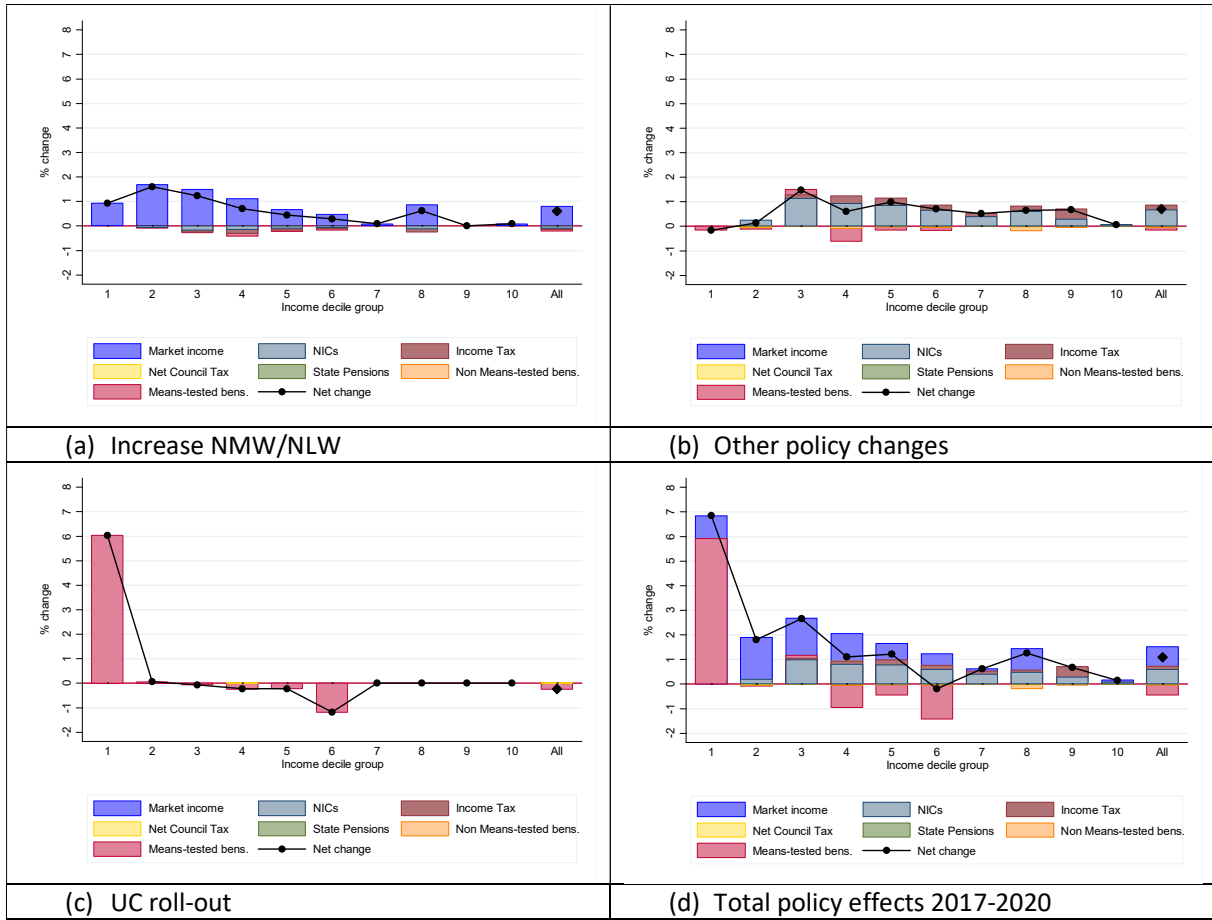 8
7
6
5
4
3
2
1
0
-1
-2
% change
1 2 3 4 5 6 7 8 9 10 All
Income decile group
Market income NICs Income Tax
Net Council Tax State Pensions Non Means-tested bens.
Means-tested bens. Net change
(a) Increase NMW/NLW
8
7
6
5
4
3
2
1
0
-1
-2
% change
1 2 3 4 5 6 7 8 9 10 All
Income decile group
Market income NICs Income Tax
Net Council Tax State Pensions Non Means-tested bens.
Means-tested bens. Net change
(b) Other policy changes
8
7
6
5
4
3
2
1
0
-1
-2
% change
1 2 3 4 5 6 7 8 9 10 All
Income decile group
Market income NICs Income Tax
Net Council Tax State Pensions Non Means-tested bens.
Means-tested bens. Net change
(c) UC roll-out
8
7
6
5
4
3
2
1
0
-1
-2
% change
1 2 3 4 5 6 7 8 9 10 All
Income decile group
Market income NICs Income Tax
Net Council Tax State Pensions Non Means-tested bens.
Means-tested bens. Net change
(d) Total policy effects 2017-2020